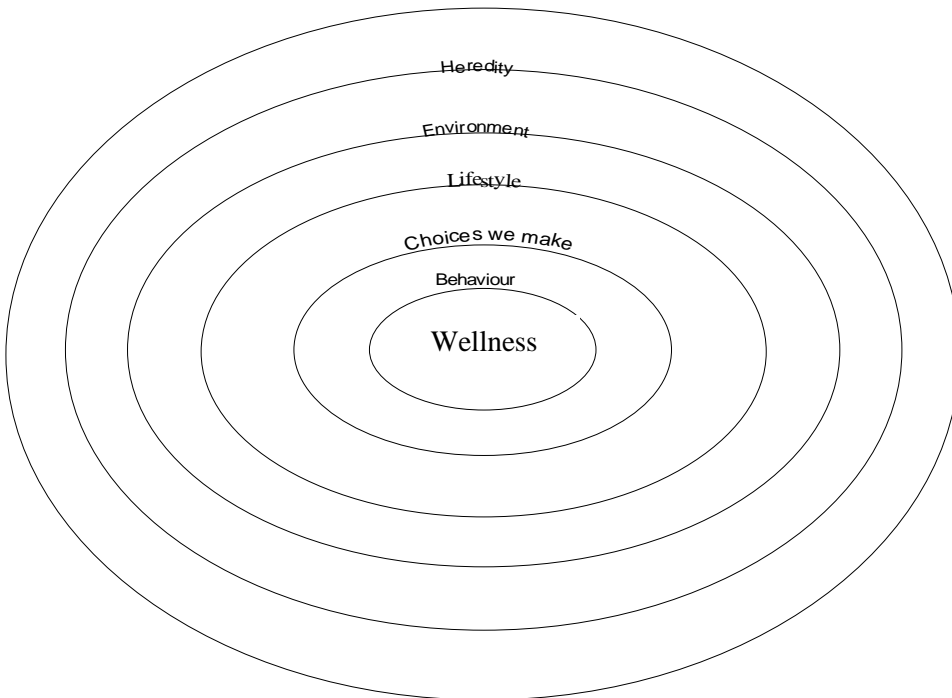 Heredity
Environment
Lifestyle
Choices we make
Behaviour
Wellness